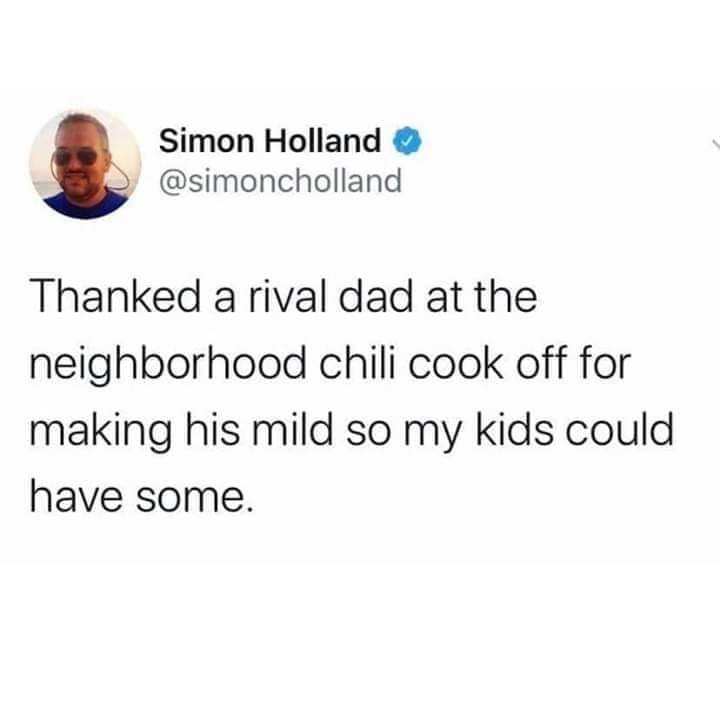 Simon Holland
@simoncholland
Thanked a rival dad at the
neighborhood chili cook off for
making his mild so my kids could
have some.